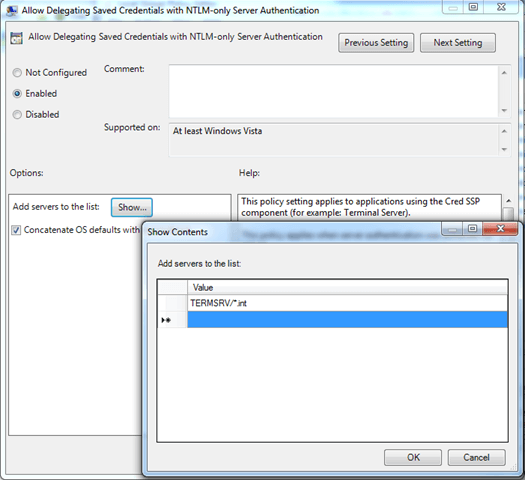 Allow Delegating Saved Credentials with NTLM-only Server Authentication
Allow Delegating Saved Credentials with NTLM-only Server Authentication
Previous Setting
Next Setting
Not Configured
Comment:
Enabled
Disabled
Supported on:
At least Windows Vista
Options:
Help:
Add servers to the list:
Show...
This policy setting applies to applications using the Cred SSP
component (for example: Terminal Server).
Concatenate OS defaults with
Show Contents
Add servers to the list:
Value
TERMSRV/*.int
OK
Cancel